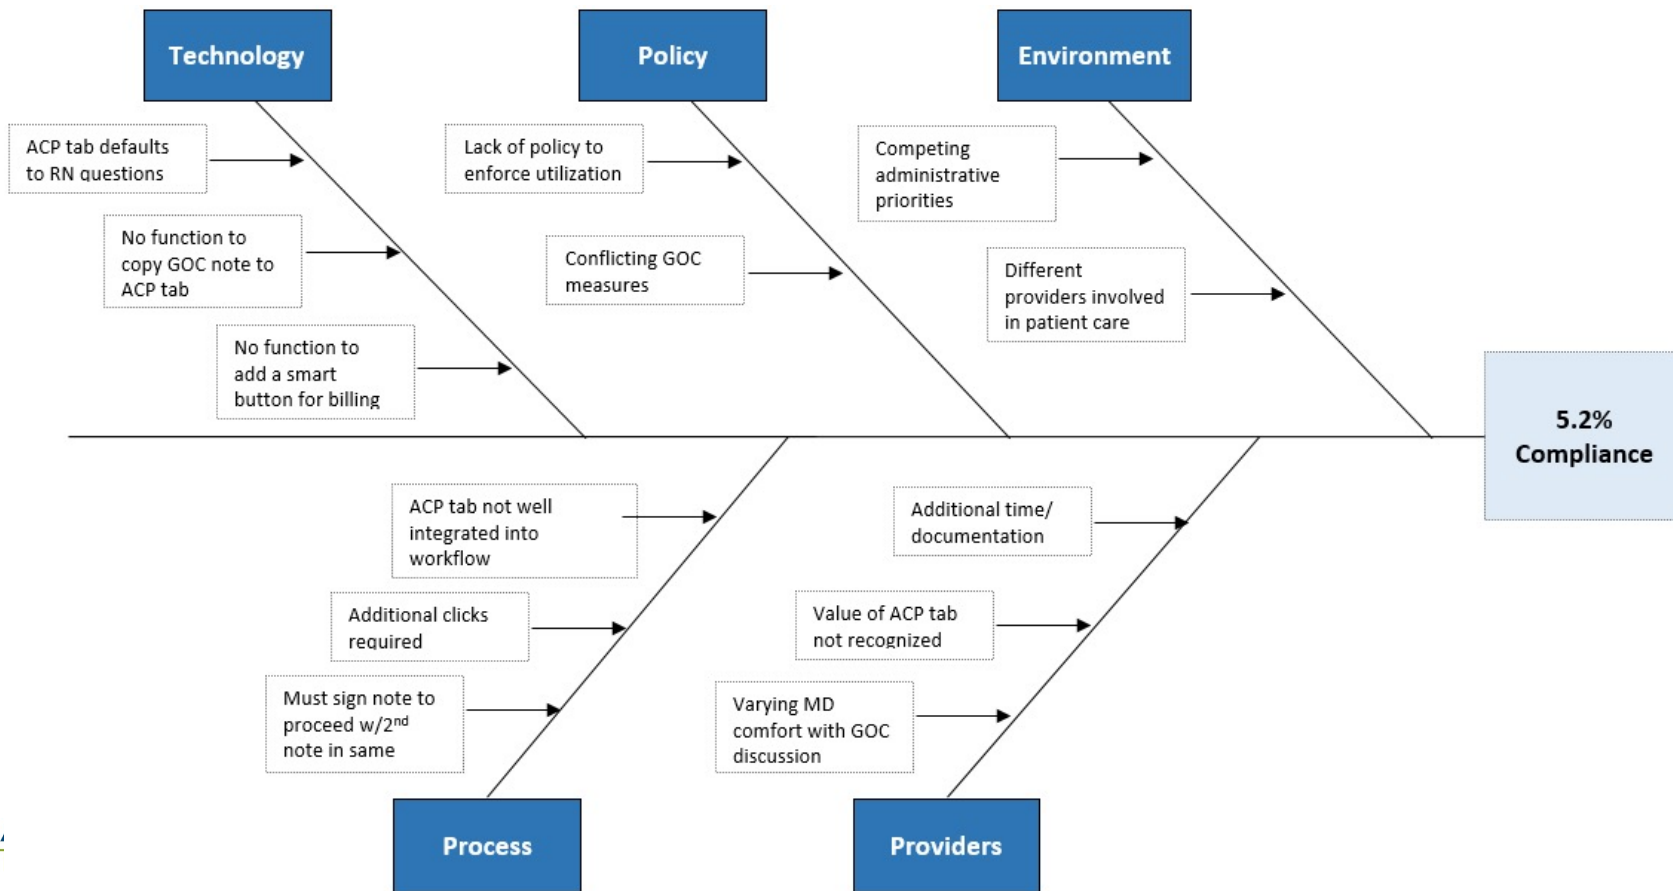 Technology
Policy
Environment
ACP tab defaults
to RN questions
No function to
copy GOC note to
ACP tab
No function to
add a smart
button for billing
Lack of policy to
enforce utilization
Conflicting GOC
measures
Competing
administrative
priorities
Different
providers involved
in patient care
5.2%
Compliance
ACP tab not well
integrated into
workflow
Additional clicks
required
Must sign note to
proceed w/2nd
note in same
Additional time/
documentation
Value of ACP tab
not recognized
Varying MD
comfort with GOC
discussion
Process
Providers